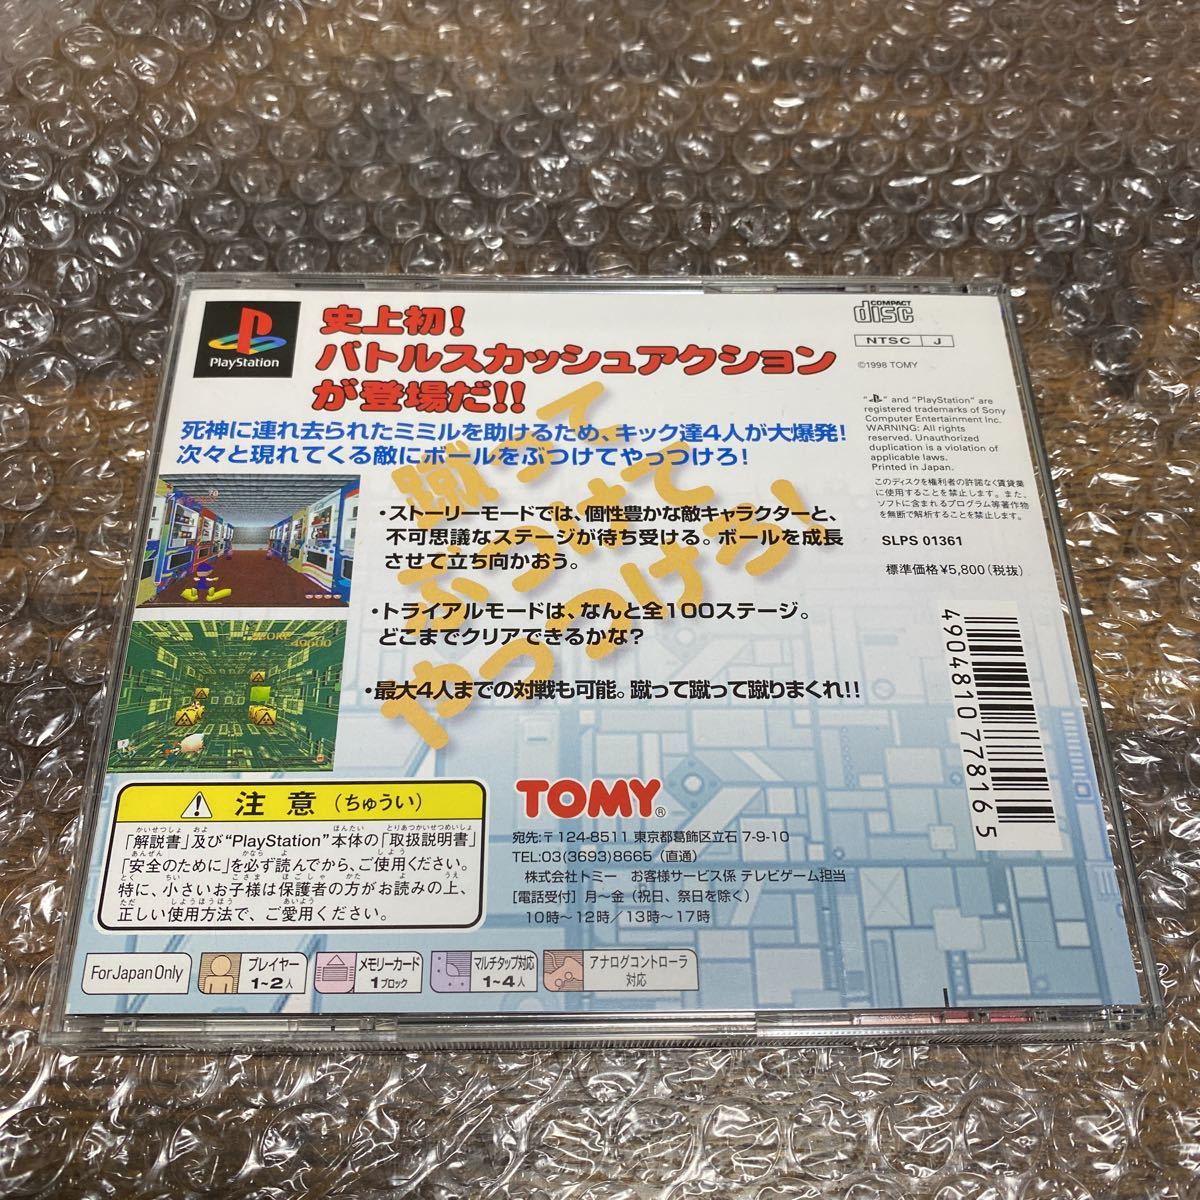 PlayStation
史上初!
バトルスカッシュアクション
が登場だ!!
死神に連れ去られたミミルを助けるため、キック達4人が大爆発!
次々と現れてくる敵にボールをぶつけてやっつけろ!
蹴って
ぶつけて
やっつけろ!
・ストーリーモードでは、個性豊かな敵キャラクターと、
不可思議なステージが待ち受ける。ボールを成長
させて立ち向かおう。
・トライアルモードは、なんと全100ステージ。
どこまでクリアできるかな?
・最大4人までの対戦も可能。蹴って蹴って蹴りまくれ!!
COMPACT
disc
NTSC J
©1998 TOMY
" " and "PlayStation" are
registered trademarks of Sony
Computer Entertainment Inc.
WARNING: All rights
reserved. Unauthorized
duplication is a violation of
applicable laws.
Printed in Japan.
このディスクを権利者の許諾なく賃貸業
に使用することを禁止します。また、
ソフトに含まれるプログラム等著作物
を無断で解析することも禁止します。
SLPS 01361
標準価格¥5,800(税抜)
4904810778165
SCORE
49600
注意(ちゅうい)
「解説書」及び"PlayStation"本体の「取扱説明書」
「安全のために」を必ず読んでから、ご使用ください。
特に、小さいお子様は保護者の方がお読みの上、
正しい使用方法で、ご愛用ください。
TOMY®
宛先:〒124-8511 東京都葛飾区立石 7-9-10
TEL:03(3693)8665(直通)
株式会社トミー お客様サービス係 テレビゲーム担当
[電話受付]月~金(祝日、祭日を除く)
10時~12時/13時~17時
For Japan Only
プレイヤー
1~2人
メモリーカード
1ブロック
マルチタップ対応
1~4人
アナログコントローラ
対応